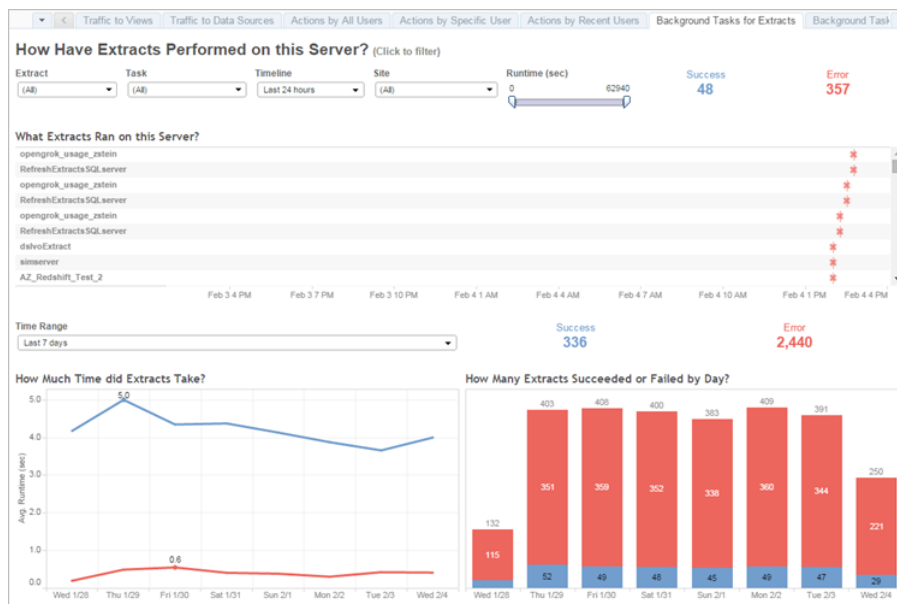 Traffic to Views Traffic to Data Sources Actions by All Users Actions by Specific User Actions by Recent Users Background Tasks for Extracts Background Task
How Have Extracts Performed on this Server? (Click to filter)
Extract Task Timeline Site Runtime (sec) Success Error
(All) (All) Last 24 hours (All) 0 62940 48 357
What Extracts Ran on this Server?
opengrok_usage_zstein
RefreshExtractsSQLserver
opengrok_usage_zstein
RefreshExtractsSQLserver
opengrok_usage_zstein
RefreshExtractsSQLserver
dslvoExtract
simserver
AZ_Redshift_Test_2
Feb 3 4 PM Feb 3 7 PM Feb 3 10 PM Feb 4 1 AM Feb 4 4 AM Feb 4 7 AM Feb 4 10 AM Feb 4 1 PM Feb 4 4 PM
Time Range Success Error
Last 7 days 336 2,440
How Much Time did Extracts Take?
5.0 5.0
4.0
3.0
2.0
1.0
0.6
0.0
Avg. Runtime (sec)
Wed 1/28 Thu 1/29 Fri 1/30 Sat 1/31 Sun 2/1 Mon 2/2 Tue 2/3 Wed 2/4
How Many Extracts Succeeded or Failed by Day?
132 403 408 400 383 409 391 250
115 351 359 352 338 360 344 221
52 49 48 45 49 47 29
Wed 1/28 Thu 1/29 Fri 1/30 Sat 1/31 Sun 2/1 Mon 2/2 Tue 2/3 Wed 2/4